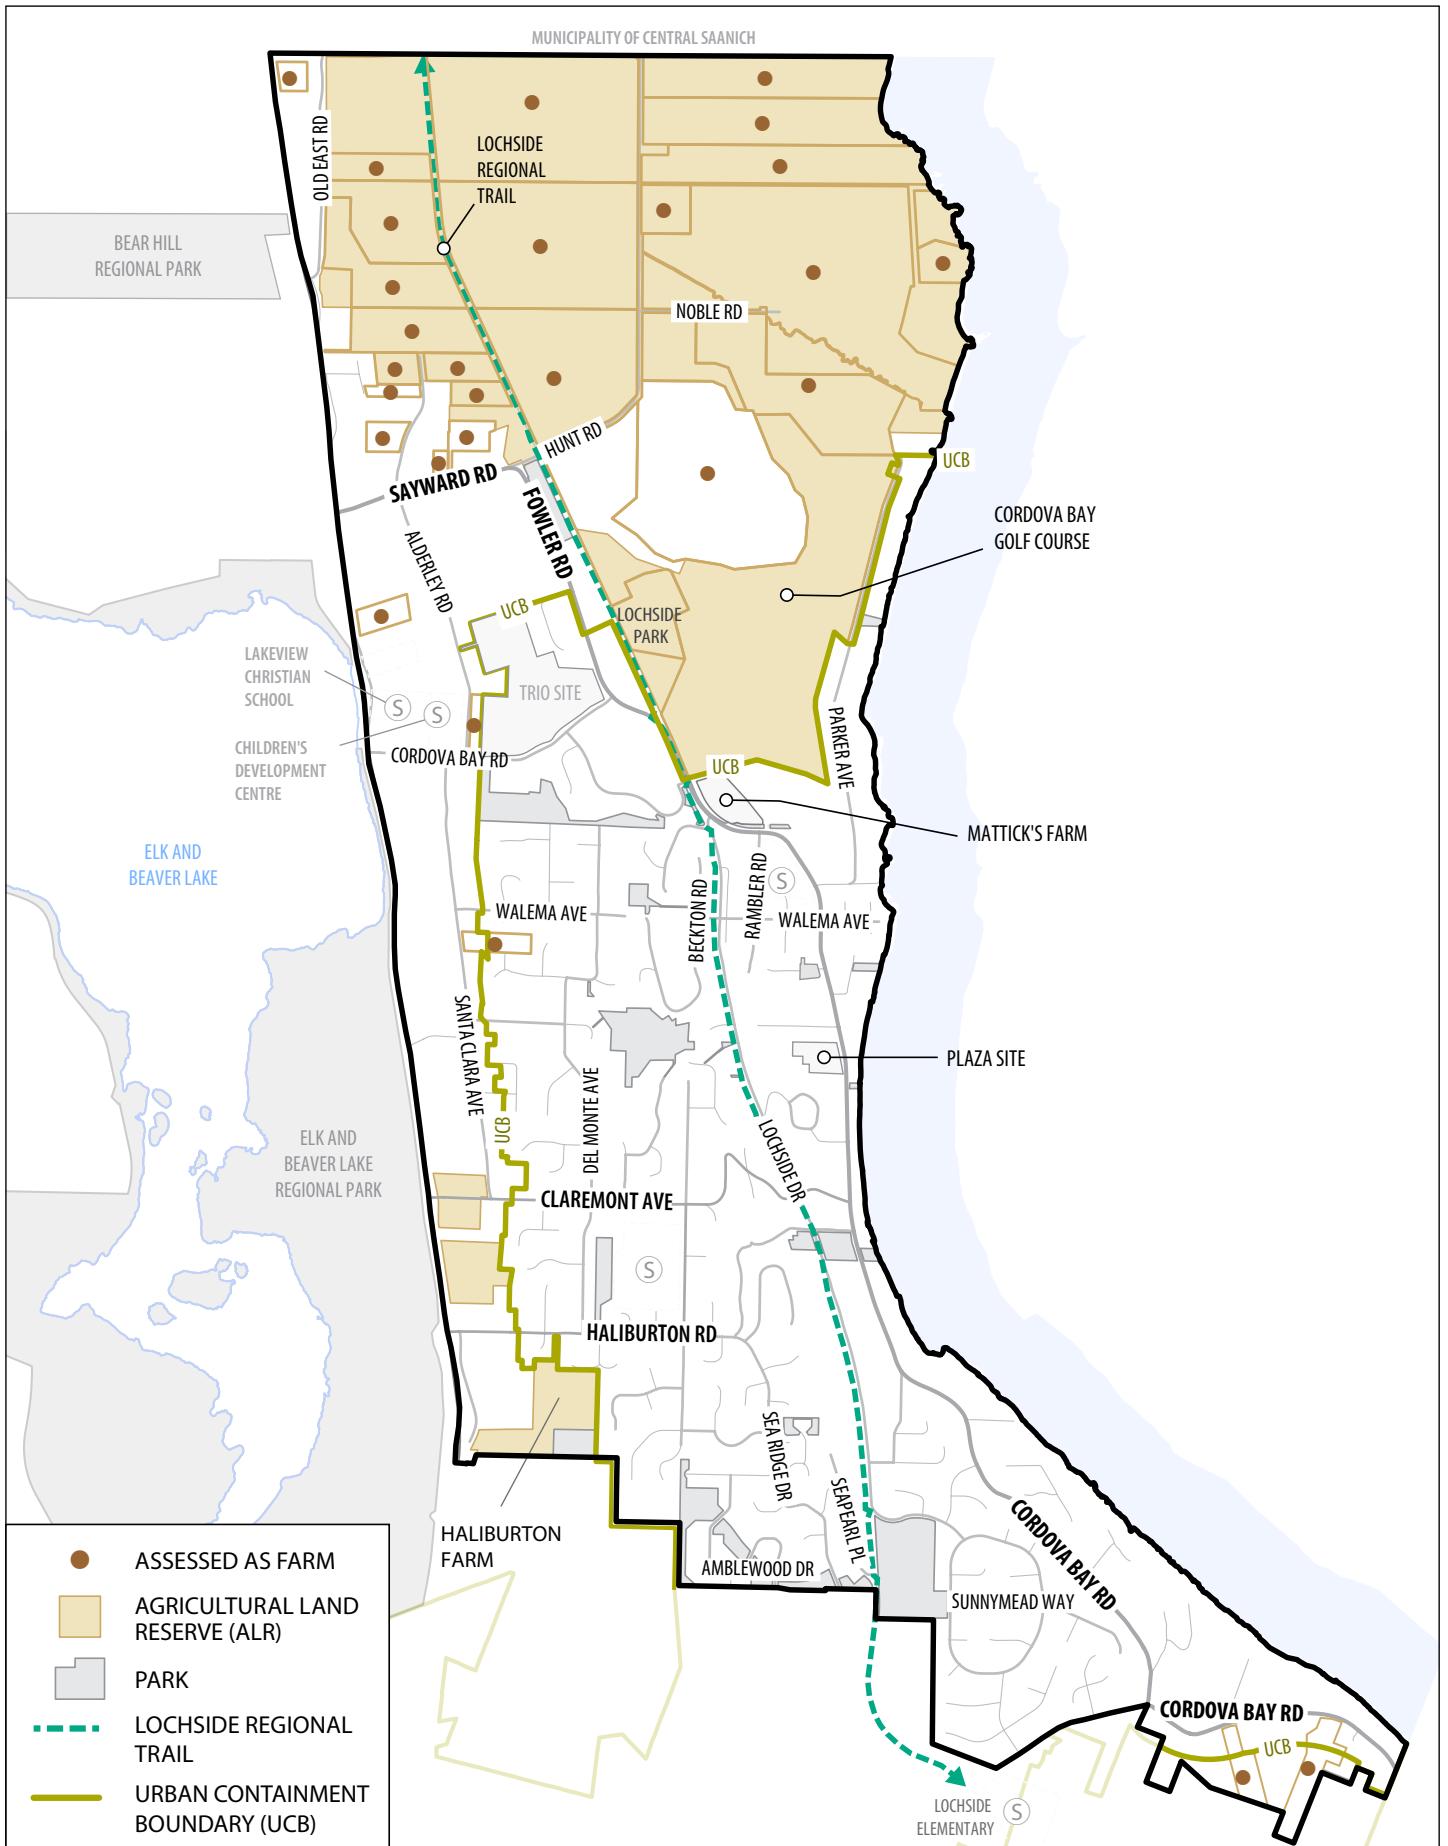 MUNICIPALITY OF CENTRAL SAANICH
OLD EAST RD
LOCHSIDE
REGIONAL
TRAIL
BEAR HILL
REGIONAL PARK
NOBLE RD
HUNT RD
UCB
SAYWARD RD
FOWLER RD
CORDOVA BAY
GOLF COURSE
ALDERLEY RD
UCB
LOCHSIDE
PARK
LAKEVIEW
CHRISTIAN
SCHOOL
S
S
TRIO SITE
PARKER AVE
CHILDREN'S
DEVELOPMENT
CENTRE
CORDOVA BAY RD
UCB
MATTICK'S FARM
ELK AND
BEAVER LAKE
BECKTON RD
RAMBLER RD
S
WALEMA AVE
WALEMA AVE
SANTA CLARA AVE
PLAZA SITE
DEL MONTE AVE
UCB
LOCHSIDE DR
ELK AND
BEAVER LAKE
REGIONAL PARK
CLAREMONT AVE
S
HALIBURTON RD
SEA RIDGE DR
SEAPEARL PL
CORDOVA BAY RD
HALIBURTON
FARM
AMBLEWOOD DR
SUNNYMEAD WAY
CORDOVA BAY RD
UCB
LOCHSIDE
ELEMENTARY
S
ASSESSED AS FARM
AGRICULTURAL LAND
RESERVE (ALR)
PARK
LOCHSIDE REGIONAL
TRAIL
URBAN CONTAINMENT
BOUNDARY (UCB)